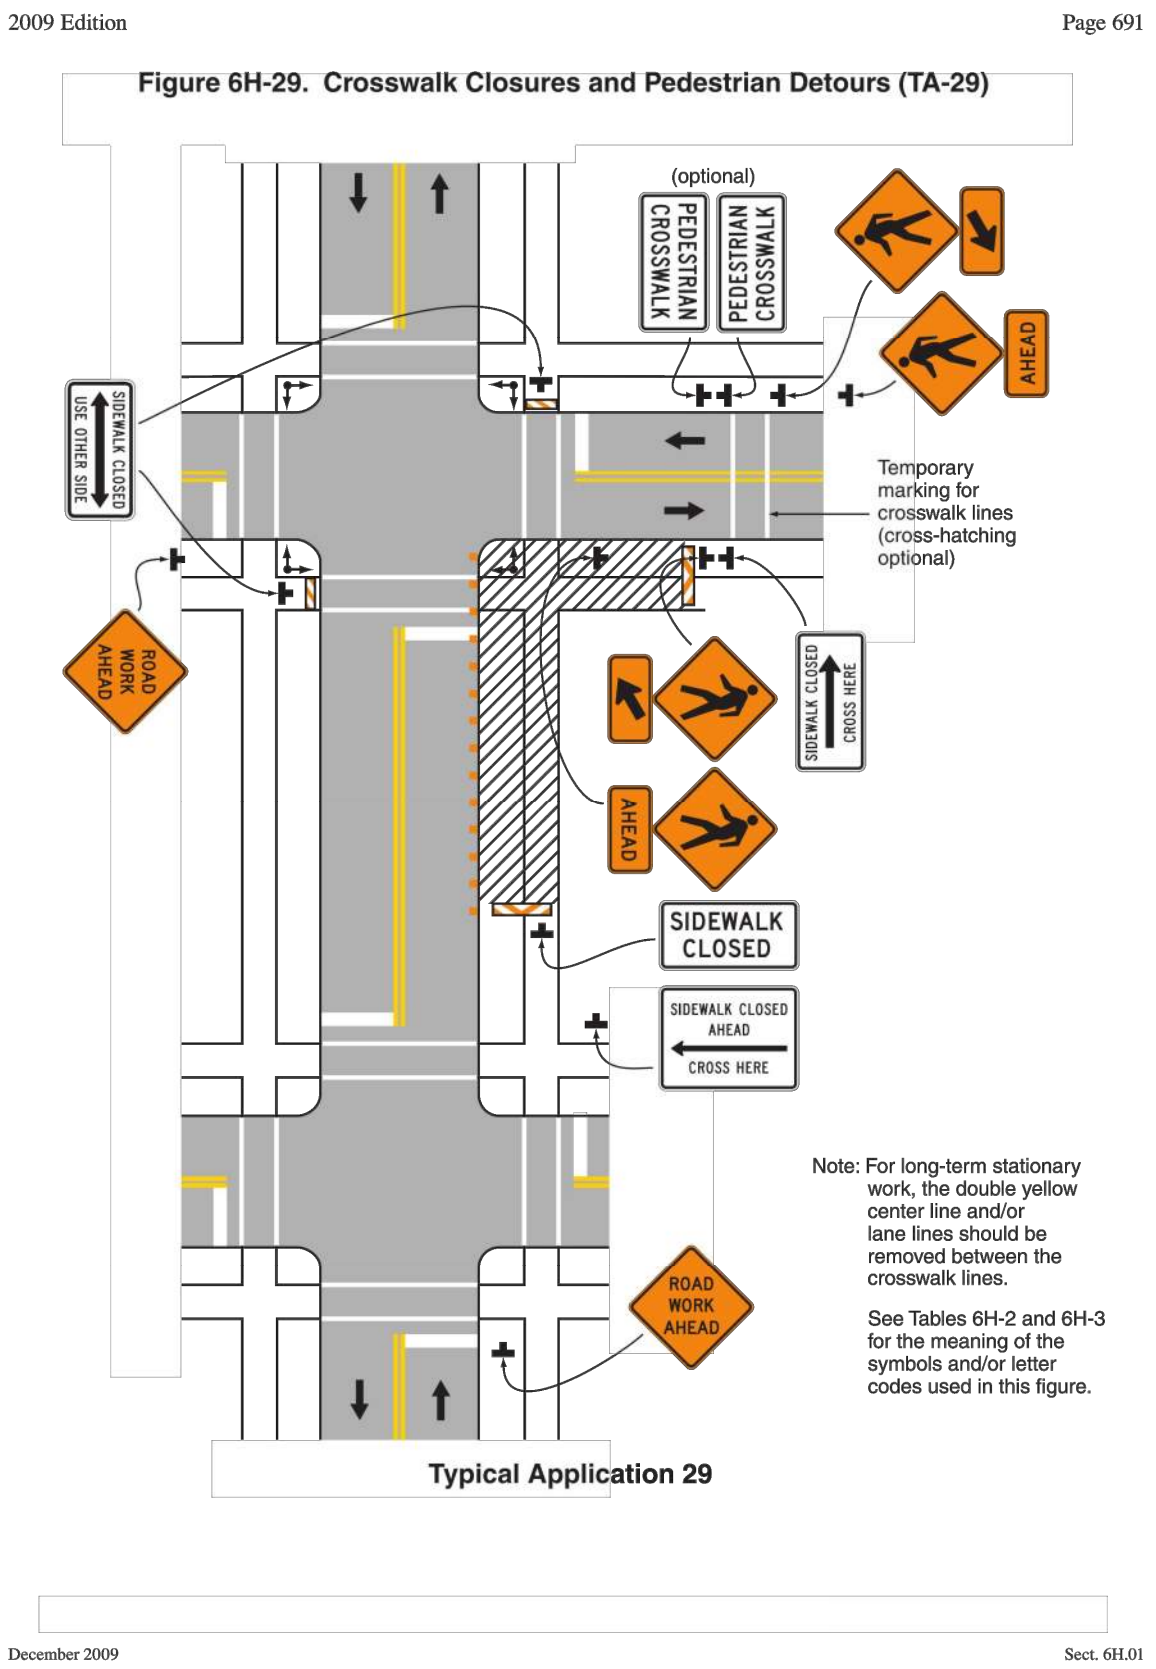 2009 Edition
Page 691
Figure 6H-29. Crosswalk Closures and Pedestrian Detours (TA-29)
(optional)
PEDESTRIAN
CROSSWALK
PEDESTRIAN
CROSSWALK
AHEAD
SIDEWALK CLOSED
USE OTHER SIDE
Temporary
marking for
crosswalk lines
(cross-hatching
optional)
ROAD
WORK
AHEAD
SIDEWALK CLOSED
CROSS HERE
AHEAD
SIDEWALK
CLOSED
SIDEWALK CLOSED
AHEAD
CROSS HERE
Note: For long-term stationary
work, the double yellow
center line and/or
lane lines should be
removed between the
crosswalk lines.
See Tables 6H-2 and 6H-3
for the meaning of the
symbols and/or letter
codes used in this figure.
ROAD
WORK
AHEAD
Typical Application 29
December 2009
Sect. 6H.01